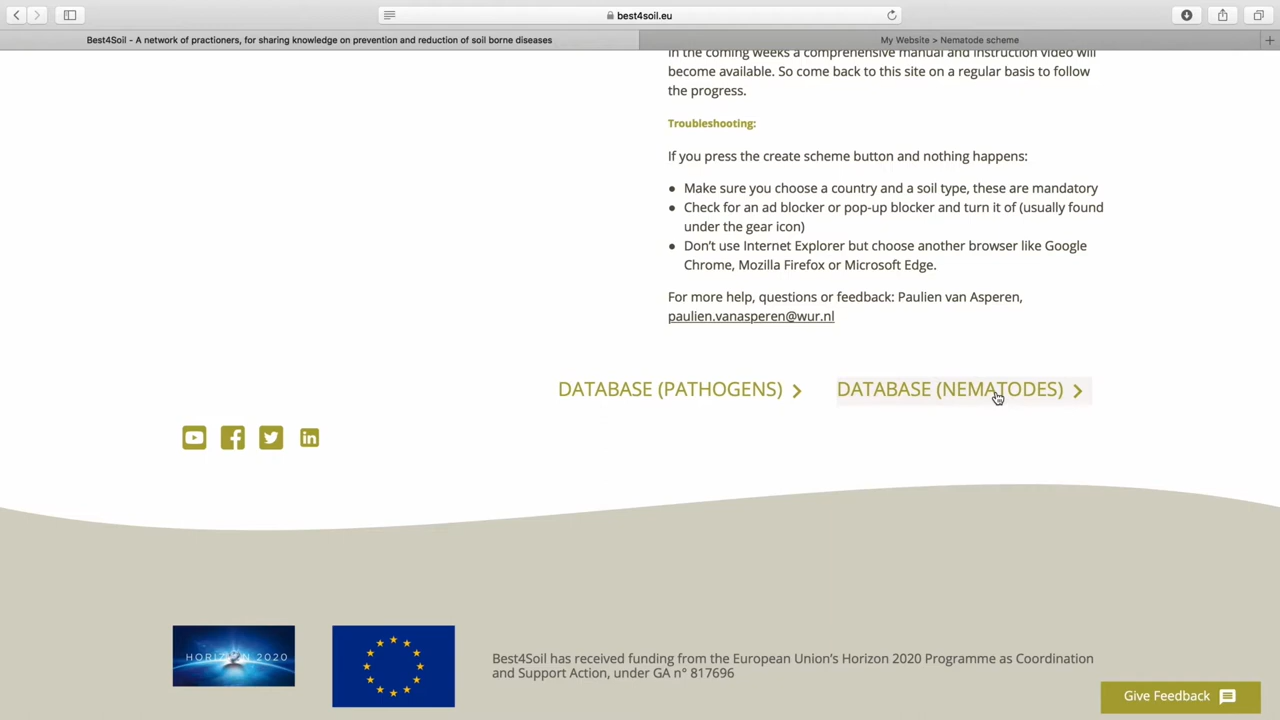 best4soil.eu
Best4Soil - A network of practioners, for sharing knowledge on prevention and reduction of soil borne diseases
My Website > Nematode scheme
In the coming weeks a comprehensive manual and instruction video will
become available. So come back to this site on a regular basis to follow
the progress.
Troubleshooting:
If you press the create scheme button and nothing happens:
● Make sure you choose a country and a soil type, these are mandatory
● Check for an ad blocker or pop-up blocker and turn it of (usually found
under the gear icon)
● Don't use Internet Explorer but choose another browser like Google
Chrome, Mozilla Firefox or Microsoft Edge.
For more help, questions or feedback: Paulien van Asperen,
paulien.vanasperen@wur.nl
DATABASE (PATHOGENS) DATABASE (NEMATODES)
HORIZON 2020
Best4Soil has received funding from the European Union's Horizon 2020 Programme as Coordination
and Support Action, under GA n° 817696
Give Feedback